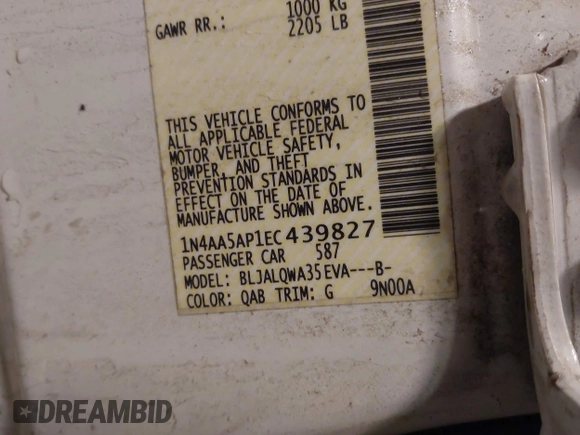 1000 KG
GAWR RR.: 2205 LB
THIS VEHICLE CONFORMS TO
ALL APPLICABLE FEDERAL
MOTOR VEHICLE SAFETY,
BUMPER, AND THEFT
PREVENTION STANDARDS IN
EFFECT ON THE DATE OF
MANUFACTURE SHOWN ABOVE.
1N4AA5AP1EC439827
PASSENGER CAR 587
MODEL: BLJALQWA35EVA---B-
COLOR: QAB TRIM: G 9N00A
DREAMBID